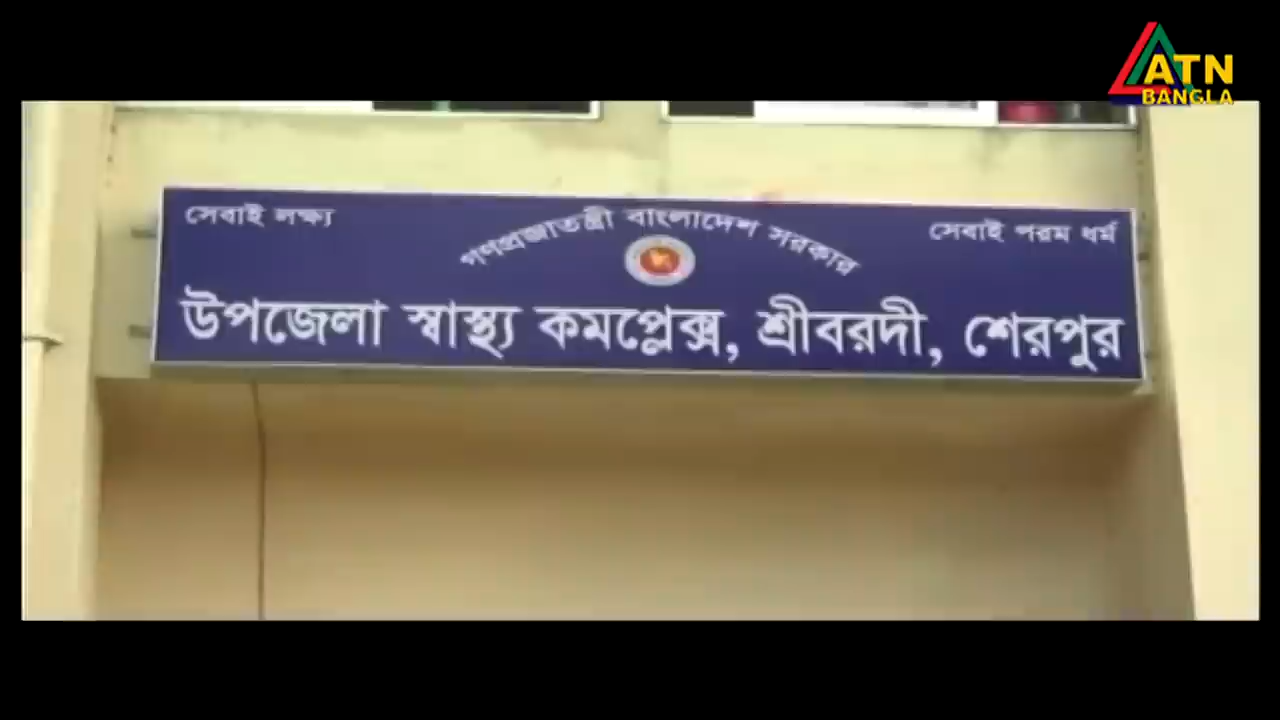 ATN
BANGLA
সেবাই লক্ষ্য
গণপ্রজাতন্ত্রী বাংলাদেশ সরকার
সেবাই পরম ধর্ম
উপজেলা স্বাস্থ্য কমপ্লেক্স, শ্রীবরদী, শেরপুর